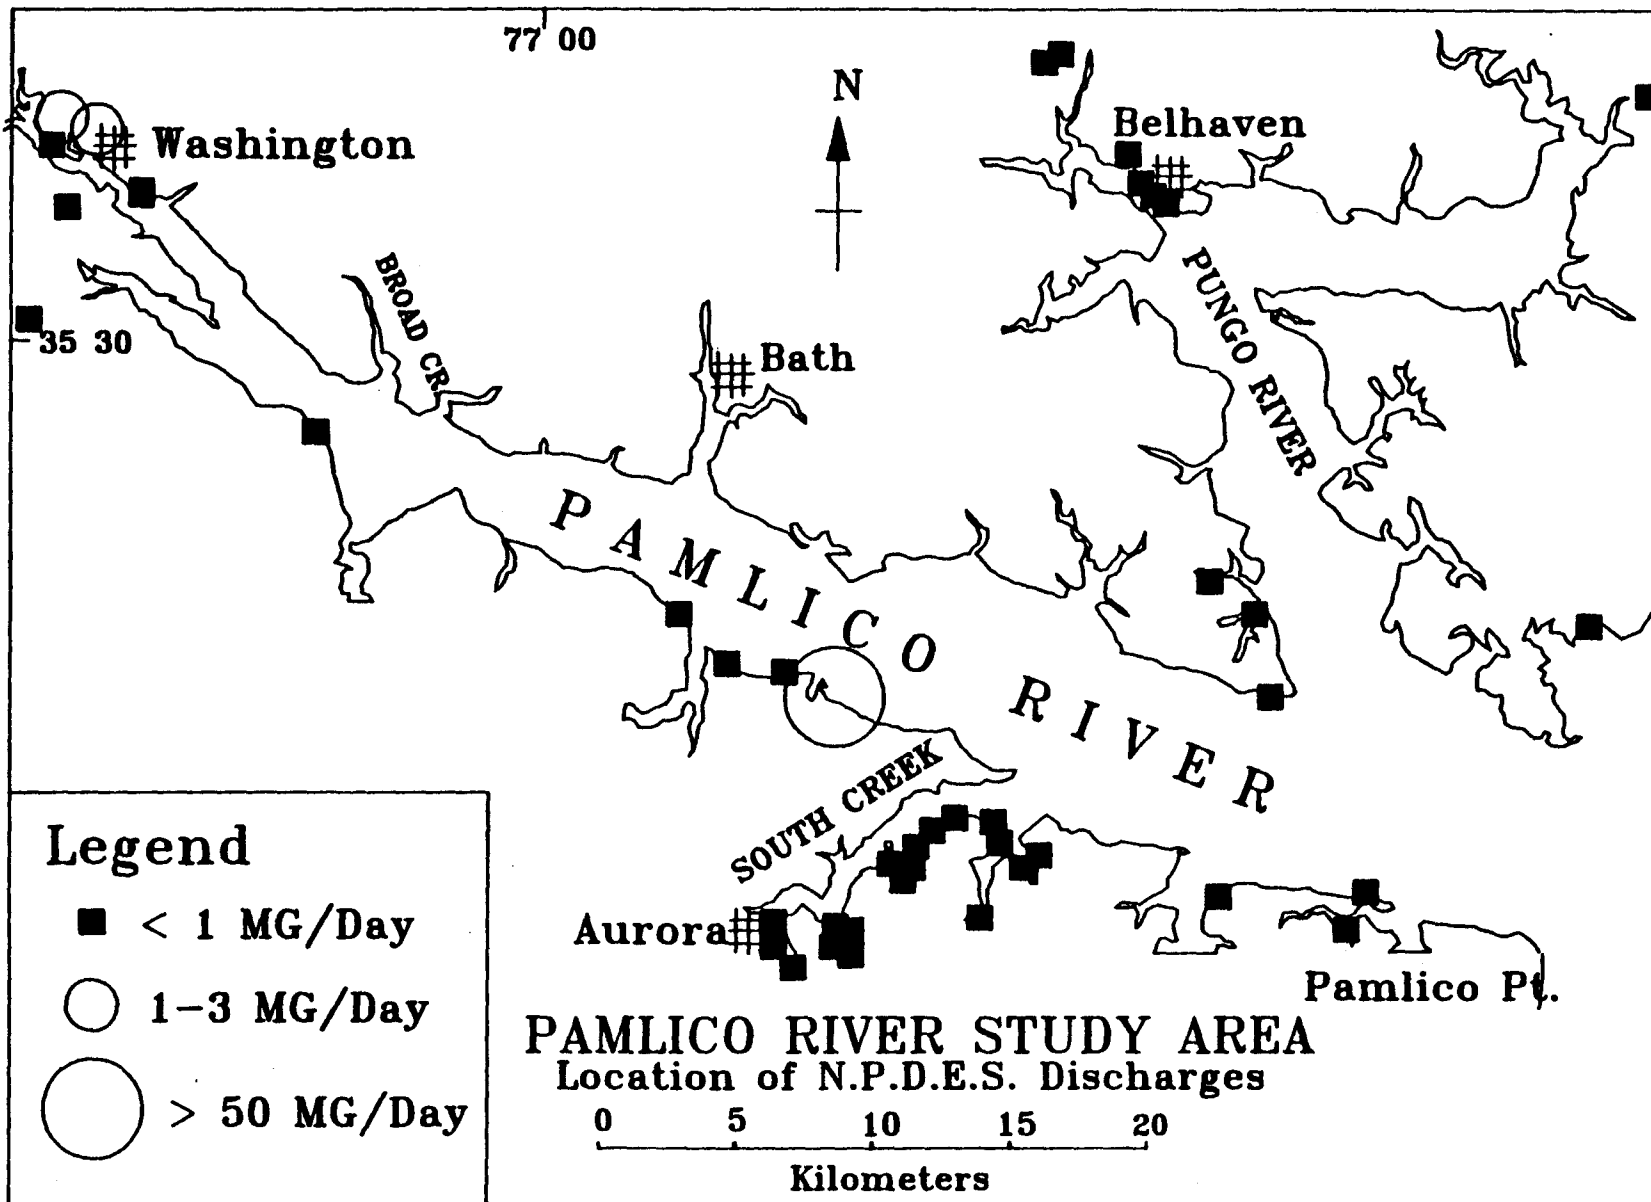 77 00
N
Washington
Belhaven
BROAD CR.
PUNGO RIVER
35 30
Bath
PAMLICO RIVER
SOUTH CREEK
Aurora
Pamlico Pt.
Legend
< 1 MG/Day
1-3 MG/Day
> 50 MG/Day
PAMLICO RIVER STUDY AREA
Location of N.P.D.E.S. Discharges
0 5 10 15 20
Kilometers